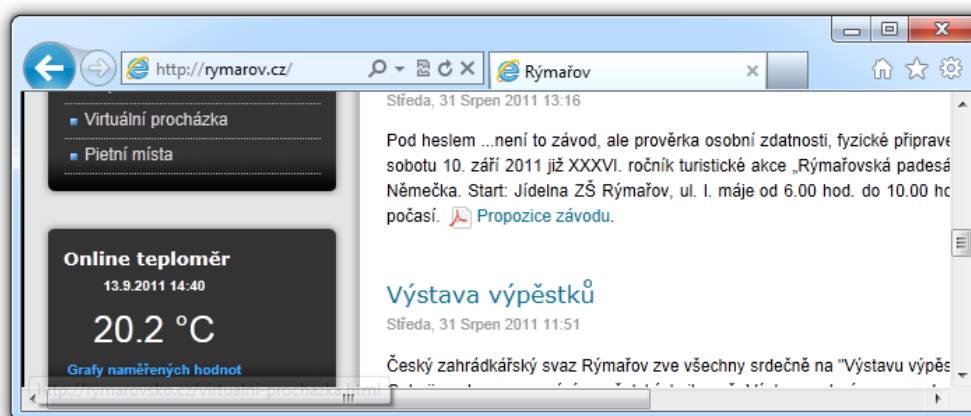 http://rymarov.cz/
Rýmařov
Virtuální procházka
Pietní místa
Online teploměr
13.9.2011 14:40
20.2 °C
Grafy naměřených hodnot
http://rymarovsko.cz/virtualni-prochazka.html
Středa, 31 Srpen 2011 13:16
Pod heslem ...není to závod, ale prověrka osobní zdatnosti, fyzické připrave
sobotu 10. září 2011 již XXXVI. ročník turistické akce „Rýmařovská padesá
Němečka. Start: Jídelna ZŠ Rýmařov, ul. I. máje od 6.00 hod. do 10.00 ho
počasí. Propozice závodu.
Výstava výpěstků
Středa, 31 Srpen 2011 11:51
Český zahrádkářský svaz Rýmařov zve všechny srdečně na "Výstavu výpěs